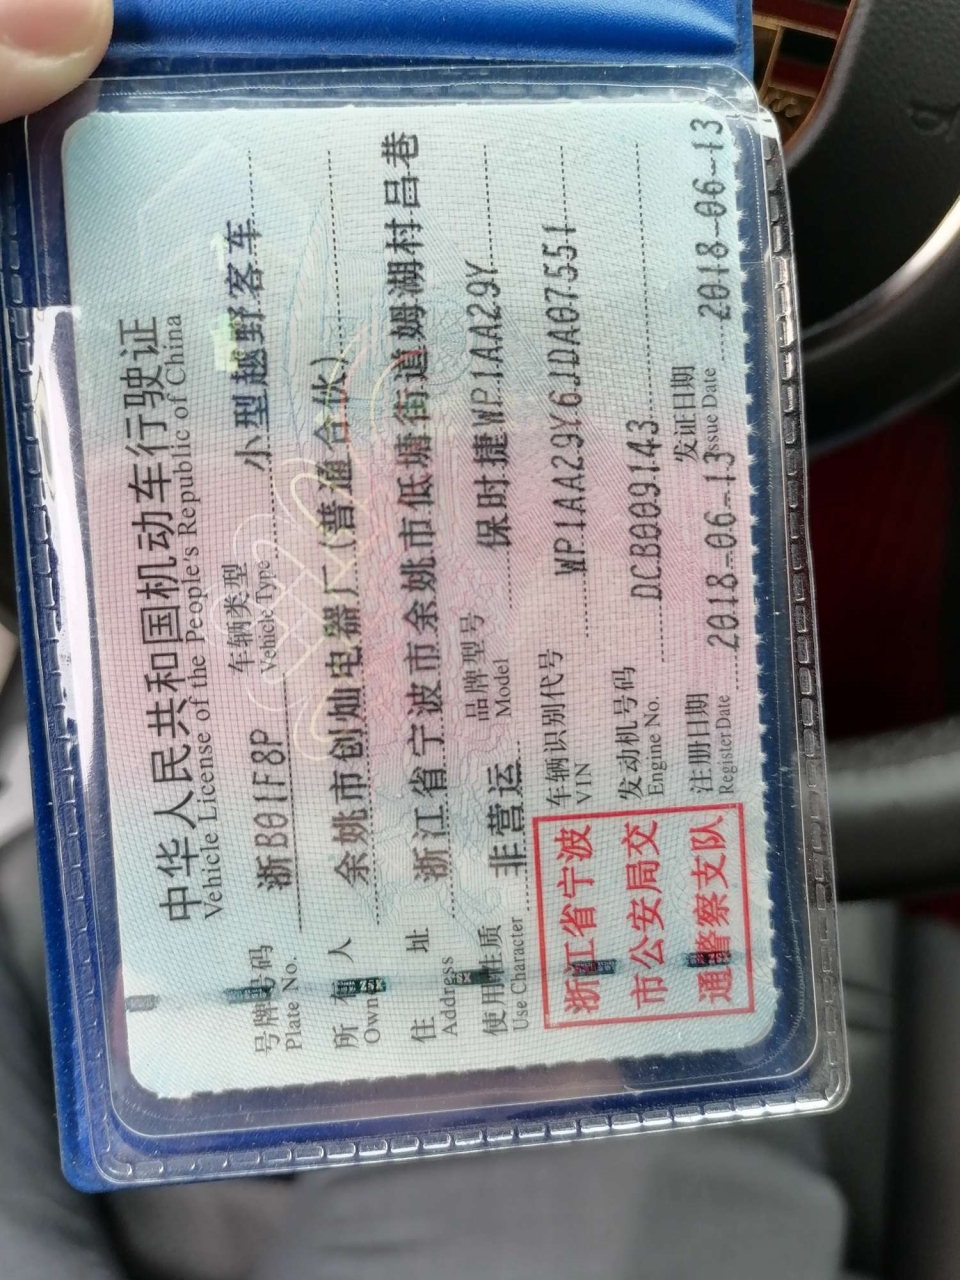 中华人民共和国机动车行驶证
Vehicle License of the People's Republic of China
号牌号码 浙B01F8P 车辆类型 小型越野客车
Plate No. Vehicle Type
所有人 余姚市创灿电器厂(普通合伙)
Owner
住址 浙江省宁波市余姚市低塘街道姆湖村吕巷
Address
使用性质 非营运 品牌型号 保时捷WP1AA29Y
Use Character Model
浙江省宁波
市公安局交
通警察支队
车辆识别代号 WP1AA29Y6JDA07551
VIN
发动机号码 DCB009143
Engine No.
注册日期 2018-06-13 发证日期 2018-06-13
Register Date Issue Date